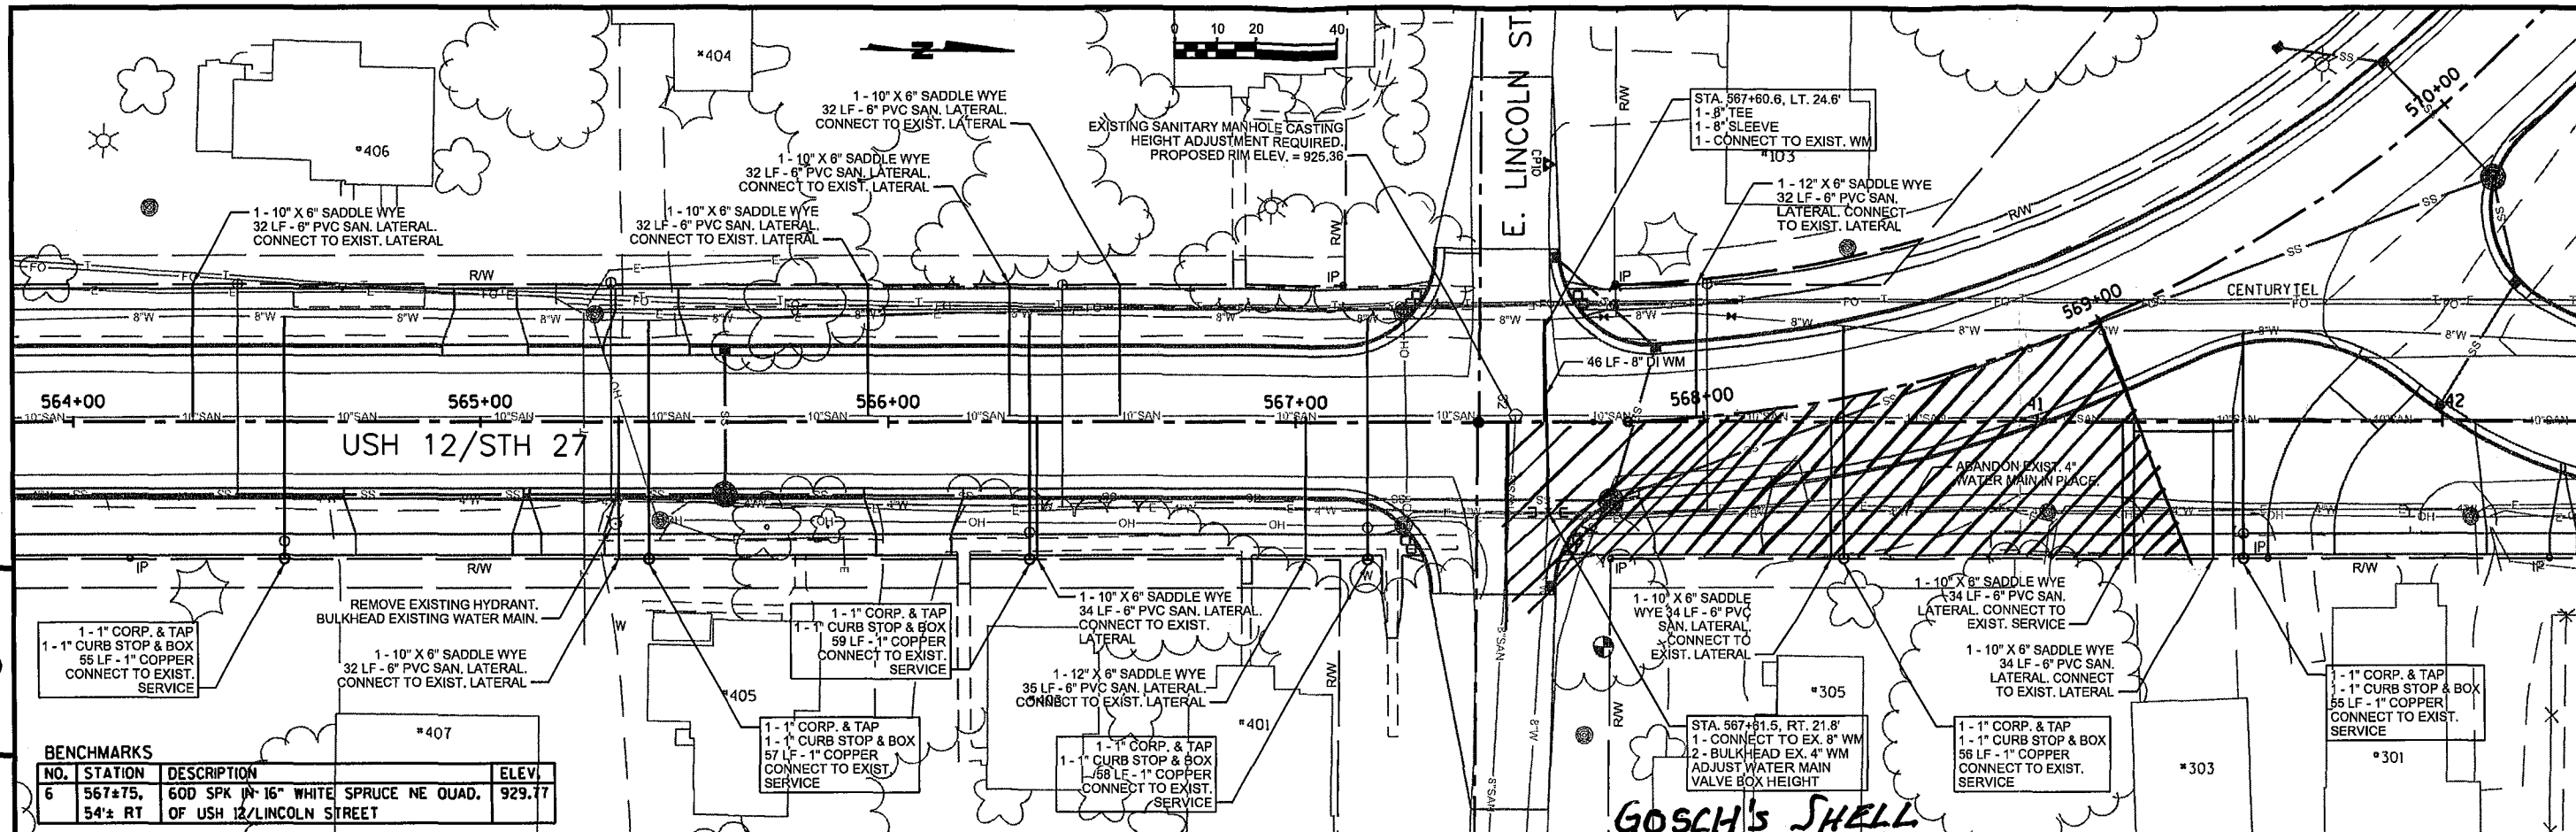 0 10 20 40
N
#404
E. LINCOLN ST
1 - 10" X 6" SADDLE WYE
32 LF - 6" PVC SAN. LATERAL.
CONNECT TO EXIST. LATERAL
EXISTING SANITARY MANHOLE CASTING
HEIGHT ADJUSTMENT REQUIRED.
PROPOSED RIM ELEV. = 925.36
STA. 567+60.6, LT. 24.6'
1 - 8" TEE
1 - 8" SLEEVE
1 - CONNECT TO EXIST. WM
#103
#406
1 - 10" X 6" SADDLE WYE
32 LF - 6" PVC SAN. LATERAL.
CONNECT TO EXIST. LATERAL
1 - 10" X 6" SADDLE WYE
32 LF - 6" PVC SAN. LATERAL.
CONNECT TO EXIST. LATERAL
1 - 10" X 6" SADDLE WYE
32 LF - 6" PVC SAN. LATERAL.
CONNECT TO EXIST. LATERAL
1 - 12" X 6" SADDLE WYE
32 LF - 6" PVC SAN.
LATERAL. CONNECT
TO EXIST. LATERAL
R/W
R/W
R/W
R/W
IP
IP
CENTURYTEL
570+00
569+00
46 LF - 8" DI WM
564+00
565+00
566+00
567+00
568+00
41
42
USH 12/STH 27
ABANDON EXIST. 4"
WATER MAIN IN PLACE.
IP
R/W
IP
IP
R/W
IP
REMOVE EXISTING HYDRANT.
BULKHEAD EXISTING WATER MAIN.
1 - 1" CORP. & TAP
1 - 1" CURB STOP & BOX
55 LF - 1" COPPER
CONNECT TO EXIST.
SERVICE
1 - 10" X 6" SADDLE WYE
32 LF - 6" PVC SAN. LATERAL.
CONNECT TO EXIST. LATERAL
#405
1 - 1" CORP. & TAP
1 - 1" CURB STOP & BOX
59 LF - 1" COPPER
CONNECT TO EXIST.
SERVICE
1 - 10" X 6" SADDLE WYE
34 LF - 6" PVC SAN. LATERAL.
CONNECT TO EXIST.
LATERAL
1 - 12" X 6" SADDLE WYE
35 LF - 6" PVC SAN. LATERAL.
CONNECT TO EXIST. LATERAL
1 - 10" X 6" SADDLE
WYE 34 LF - 6" PVC
SAN. LATERAL.
CONNECT TO
EXIST. LATERAL
1 - 10" X 6" SADDLE WYE
34 LF - 6" PVC SAN.
LATERAL. CONNECT TO
EXIST. SERVICE
1 - 10" X 6" SADDLE WYE
34 LF - 6" PVC SAN.
LATERAL. CONNECT
TO EXIST. LATERAL
1 - 1" CORP. & TAP
1 - 1" CURB STOP & BOX
55 LF - 1" COPPER
CONNECT TO EXIST.
SERVICE
#407
1 - 1" CORP. & TAP
1 - 1" CURB STOP & BOX
57 LF - 1" COPPER
CONNECT TO EXIST.
SERVICE
1 - 1" CORP. & TAP
1 - 1" CURB STOP & BOX
58 LF - 1" COPPER
CONNECT TO EXIST.
SERVICE
#401
R/W
R/W
#305
STA. 567+61.5, RT. 21.8'
1 - CONNECT TO EX. 8" WM
2 - BULKHEAD EX. 4" WM
ADJUST WATER MAIN
VALVE BOX HEIGHT
1 - 1" CORP. & TAP
1 - 1" CURB STOP & BOX
56 LF - 1" COPPER
CONNECT TO EXIST.
SERVICE
#303
#301
BENCHMARKS
NO. STATION DESCRIPTION ELEV.
6 567±75, 60D SPK IN 16" WHITE SPRUCE NE QUAD. 929.77
54'± RT OF USH 12/LINCOLN STREET
GOSCH'S SHELL